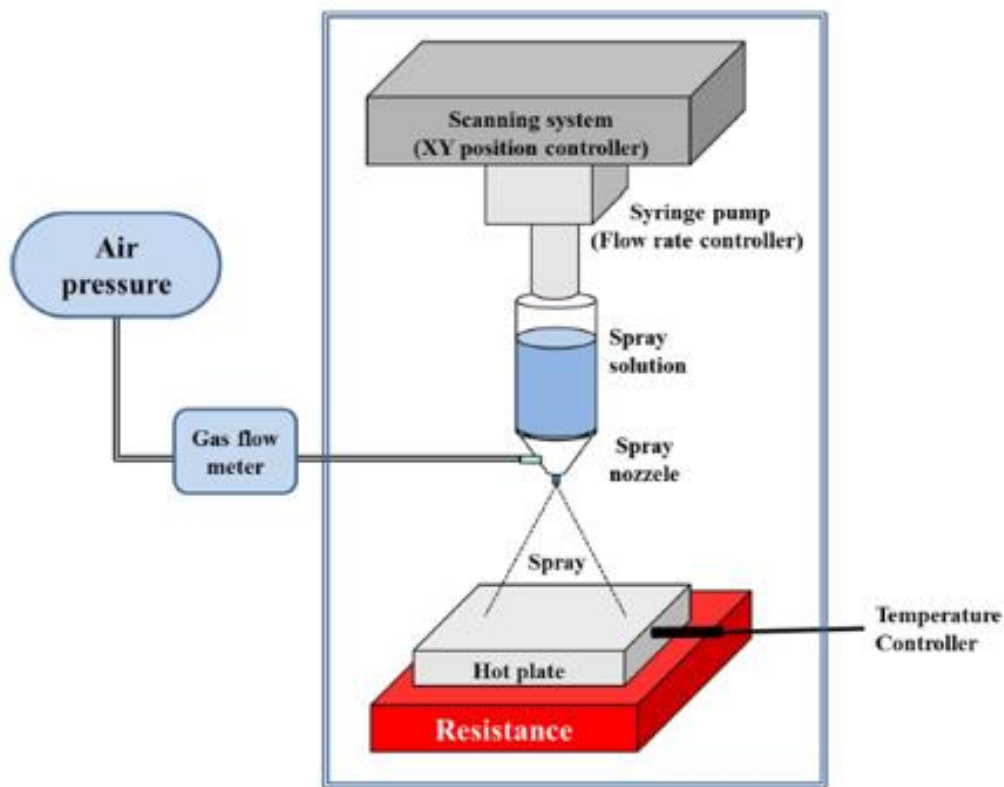 Scanning system
(XY position controller)
Syringe pump
(Flow rate controller)
Air
pressure
Spray
solution
Gas flow
meter
Spray
nozzele
Spray
Temperature
Controller
Hot plate
Resistance